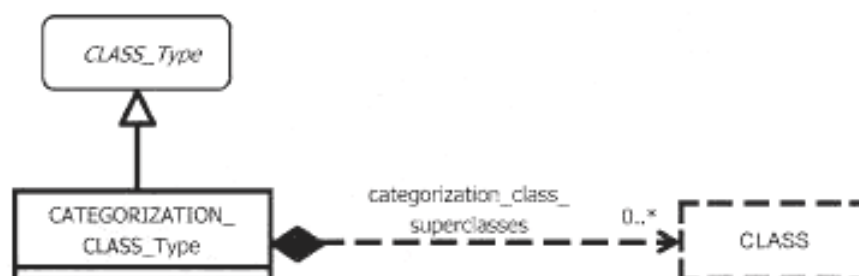 CLASS_Type
CATEGORIZATION_
CLASS_Type
categorization_class_
superclasses
0..*
CLASS